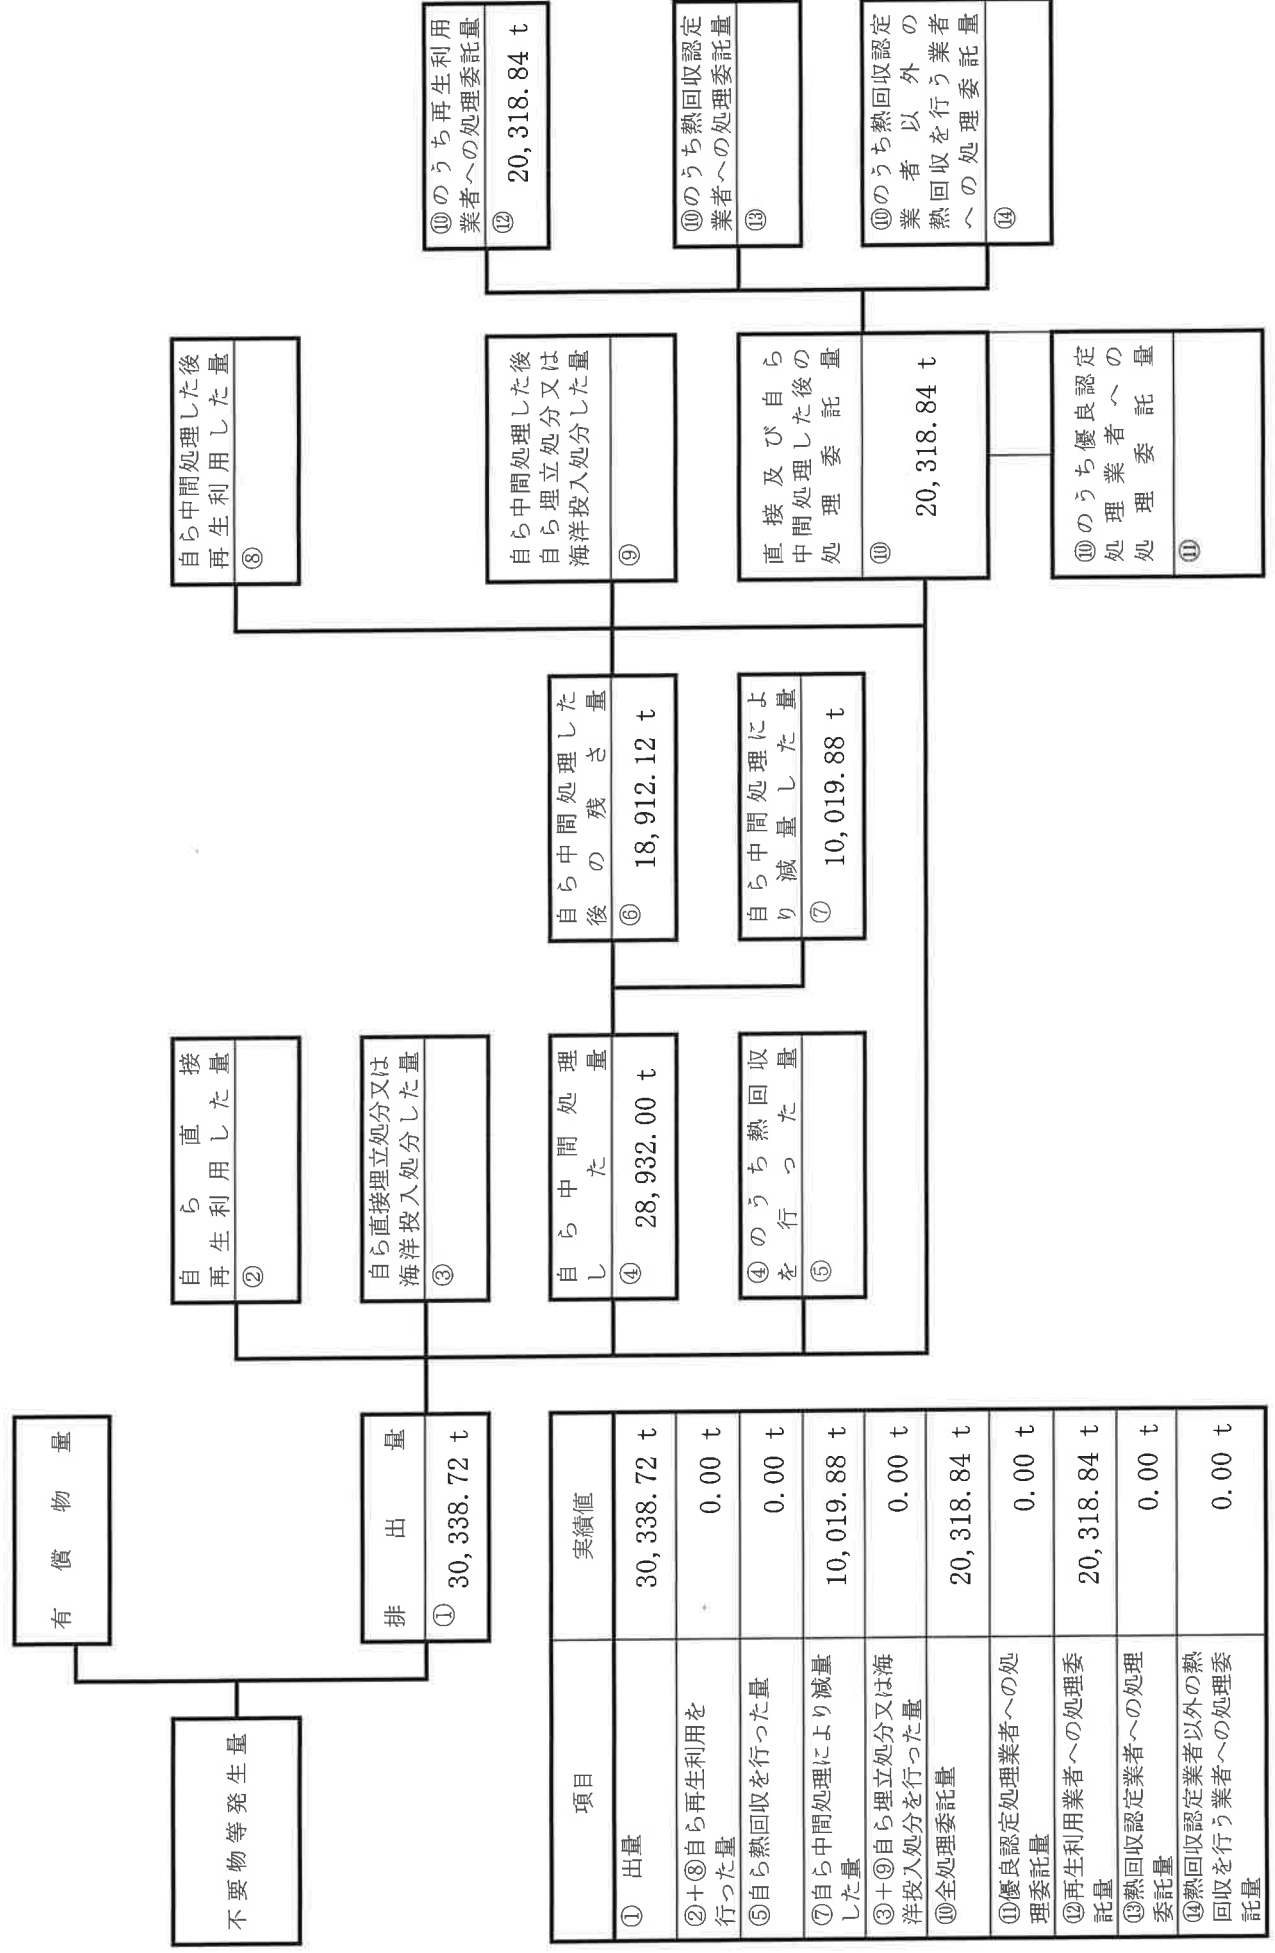 不要物等発生量
有償物量
排出量
① 30,338.72 t
自ら直接
再生利用した量
②
自ら直接埋立処分又は
海洋投入処分した量
③
自ら中間処理
した量
④ 28,932.00 t
④のうち熱回収
を行った量
⑤
自ら中間処理した
後の残さ量
⑥ 18,912.12 t
自ら中間処理によ
り減量した量
⑦ 10,019.88 t
自ら中間処理した後
再生利用した量
⑧
自ら中間処理した後
自ら埋立処分又は
海洋投入処分した量
⑨
直接及び自ら
中間処理した後の
処理委託量
⑩ 20,318.84 t
⑩のうち優良認定
処理業者への
処理委託量
⑪
⑩のうち再生利用
業者への処理委託量
⑫ 20,318.84 t
⑩のうち熱回収認定
業者への処理委託量
⑬
⑩のうち熱回収認定
業者以外の
熱回収を行う業者
への処理委託量
⑭
項目 実績値
① 出量 30,338.72 t
②+⑧自ら再生利用を
行った量 0.00 t
⑤自ら熱回収を行った量 0.00 t
⑦自ら中間処理により減量
した量 10,019.88 t
③+⑨自ら埋立処分又は海
洋投入処分を行った量 0.00 t
⑩全処理委託量 20,318.84 t
⑪優良認定処理業者への処
理委託量 0.00 t
⑫再生利用業者への処理委
託量 20,318.84 t
⑬熱回収認定業者への処理
委託量 0.00 t
⑭熱回収認定業者以外の熱
回収を行う業者への処理委
託量 0.00 t